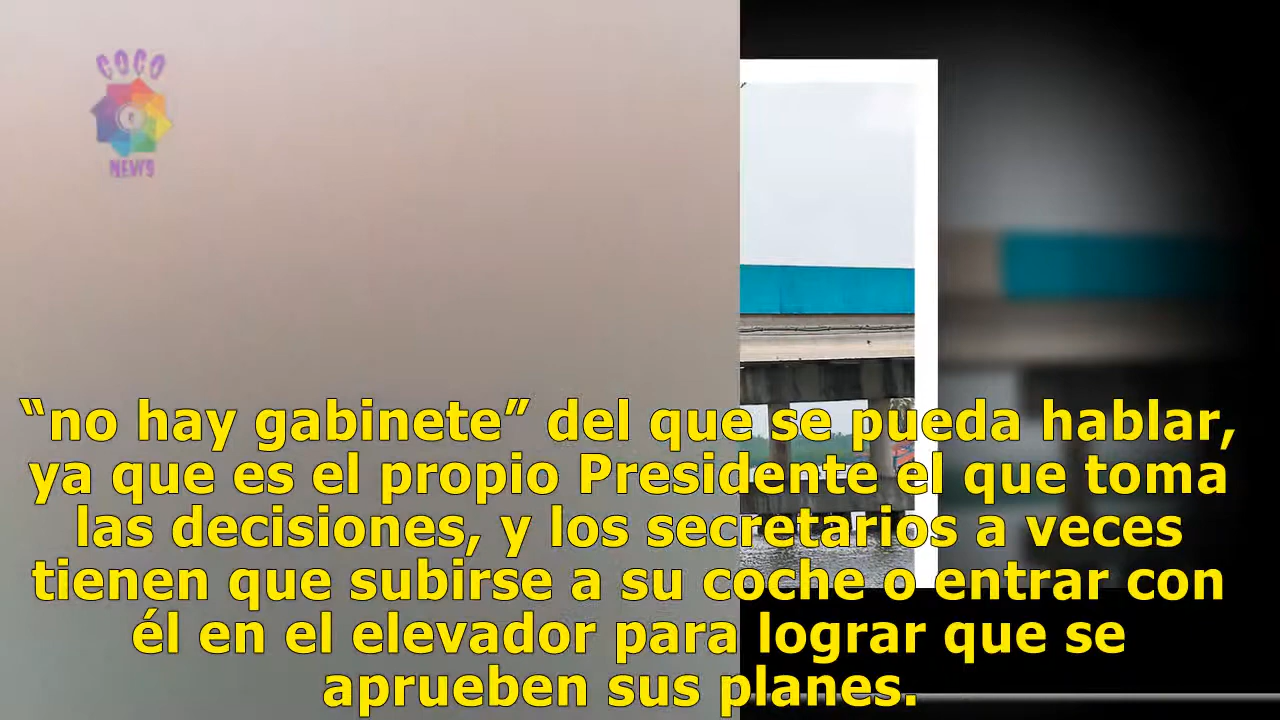 COCO
NEWS
“no hay gabinete” del que se pueda hablar,
ya que es el propio Presidente el que toma
las decisiones, y los secretarios a veces
tienen que subirse a su coche o entrar con
él en el elevador para lograr que se
aprueben sus planes.